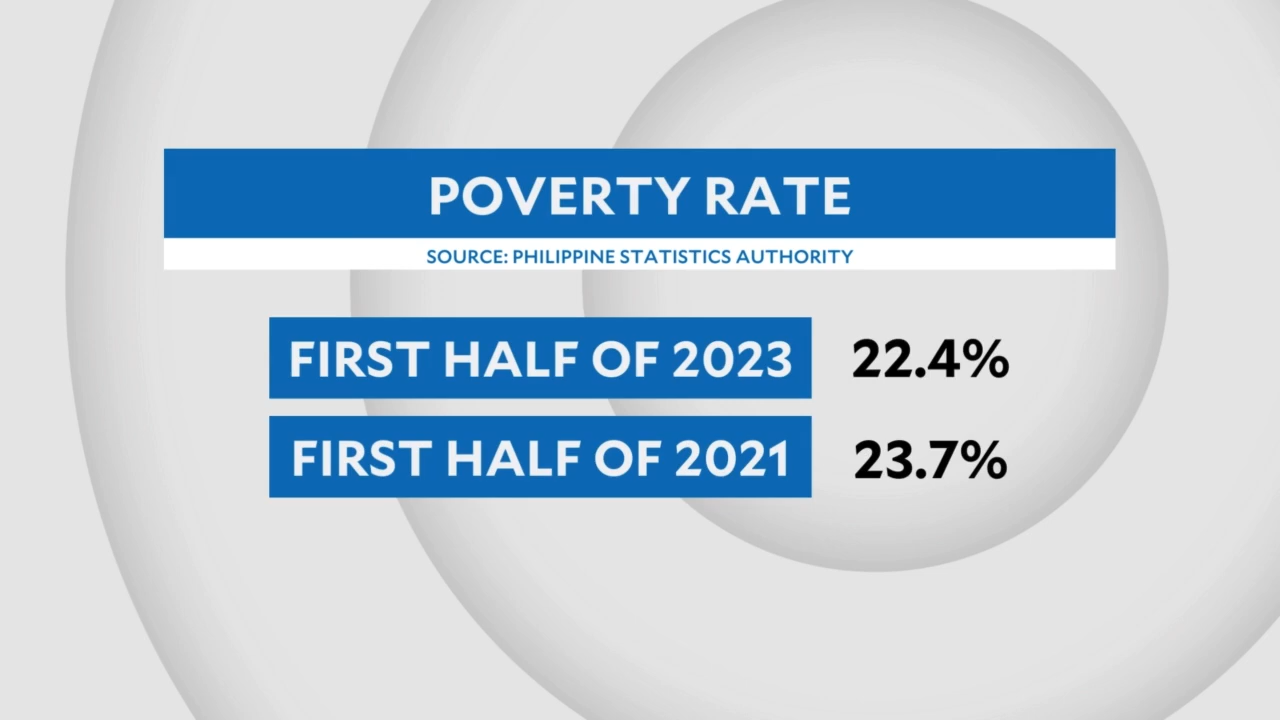 POVERTY RATE
SOURCE: PHILIPPINE STATISTICS AUTHORITY
FIRST HALF OF 2023 22.4%
FIRST HALF OF 2021 23.7%